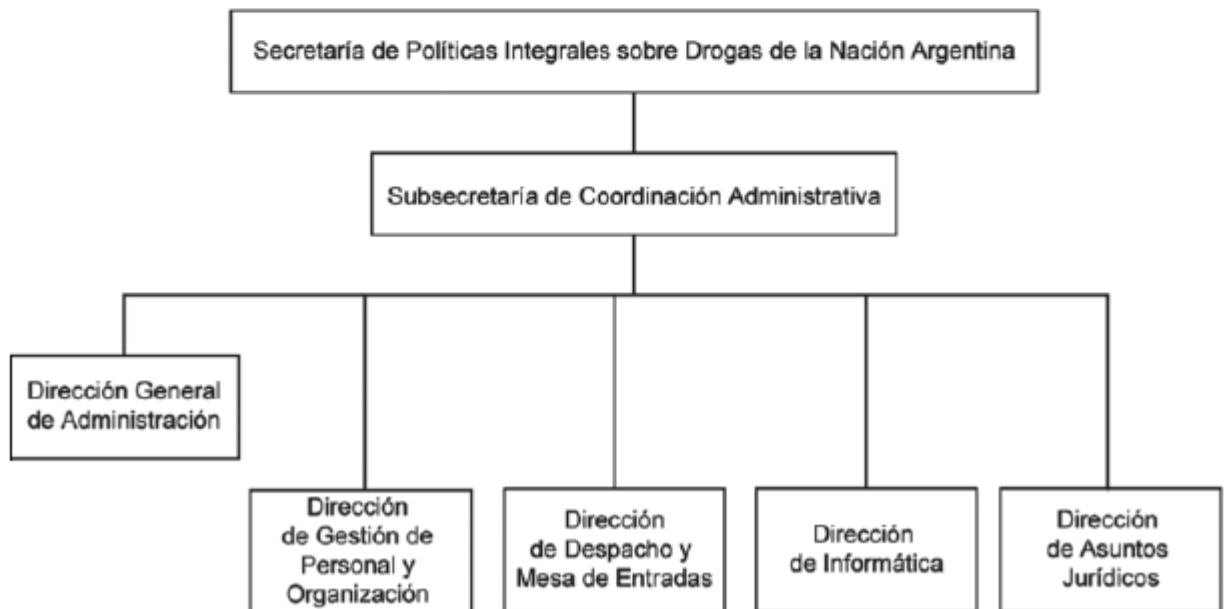 Secretaría de Políticas Integrales sobre Drogas de la Nación Argentina
Subsecretaría de Coordinación Administrativa
Dirección General
de Administración
Dirección
de Gestión de
Personal y
Organización
Dirección
de Despacho y
Mesa de Entradas
Dirección
de Informática
Dirección
de Asuntos
Jurídicos